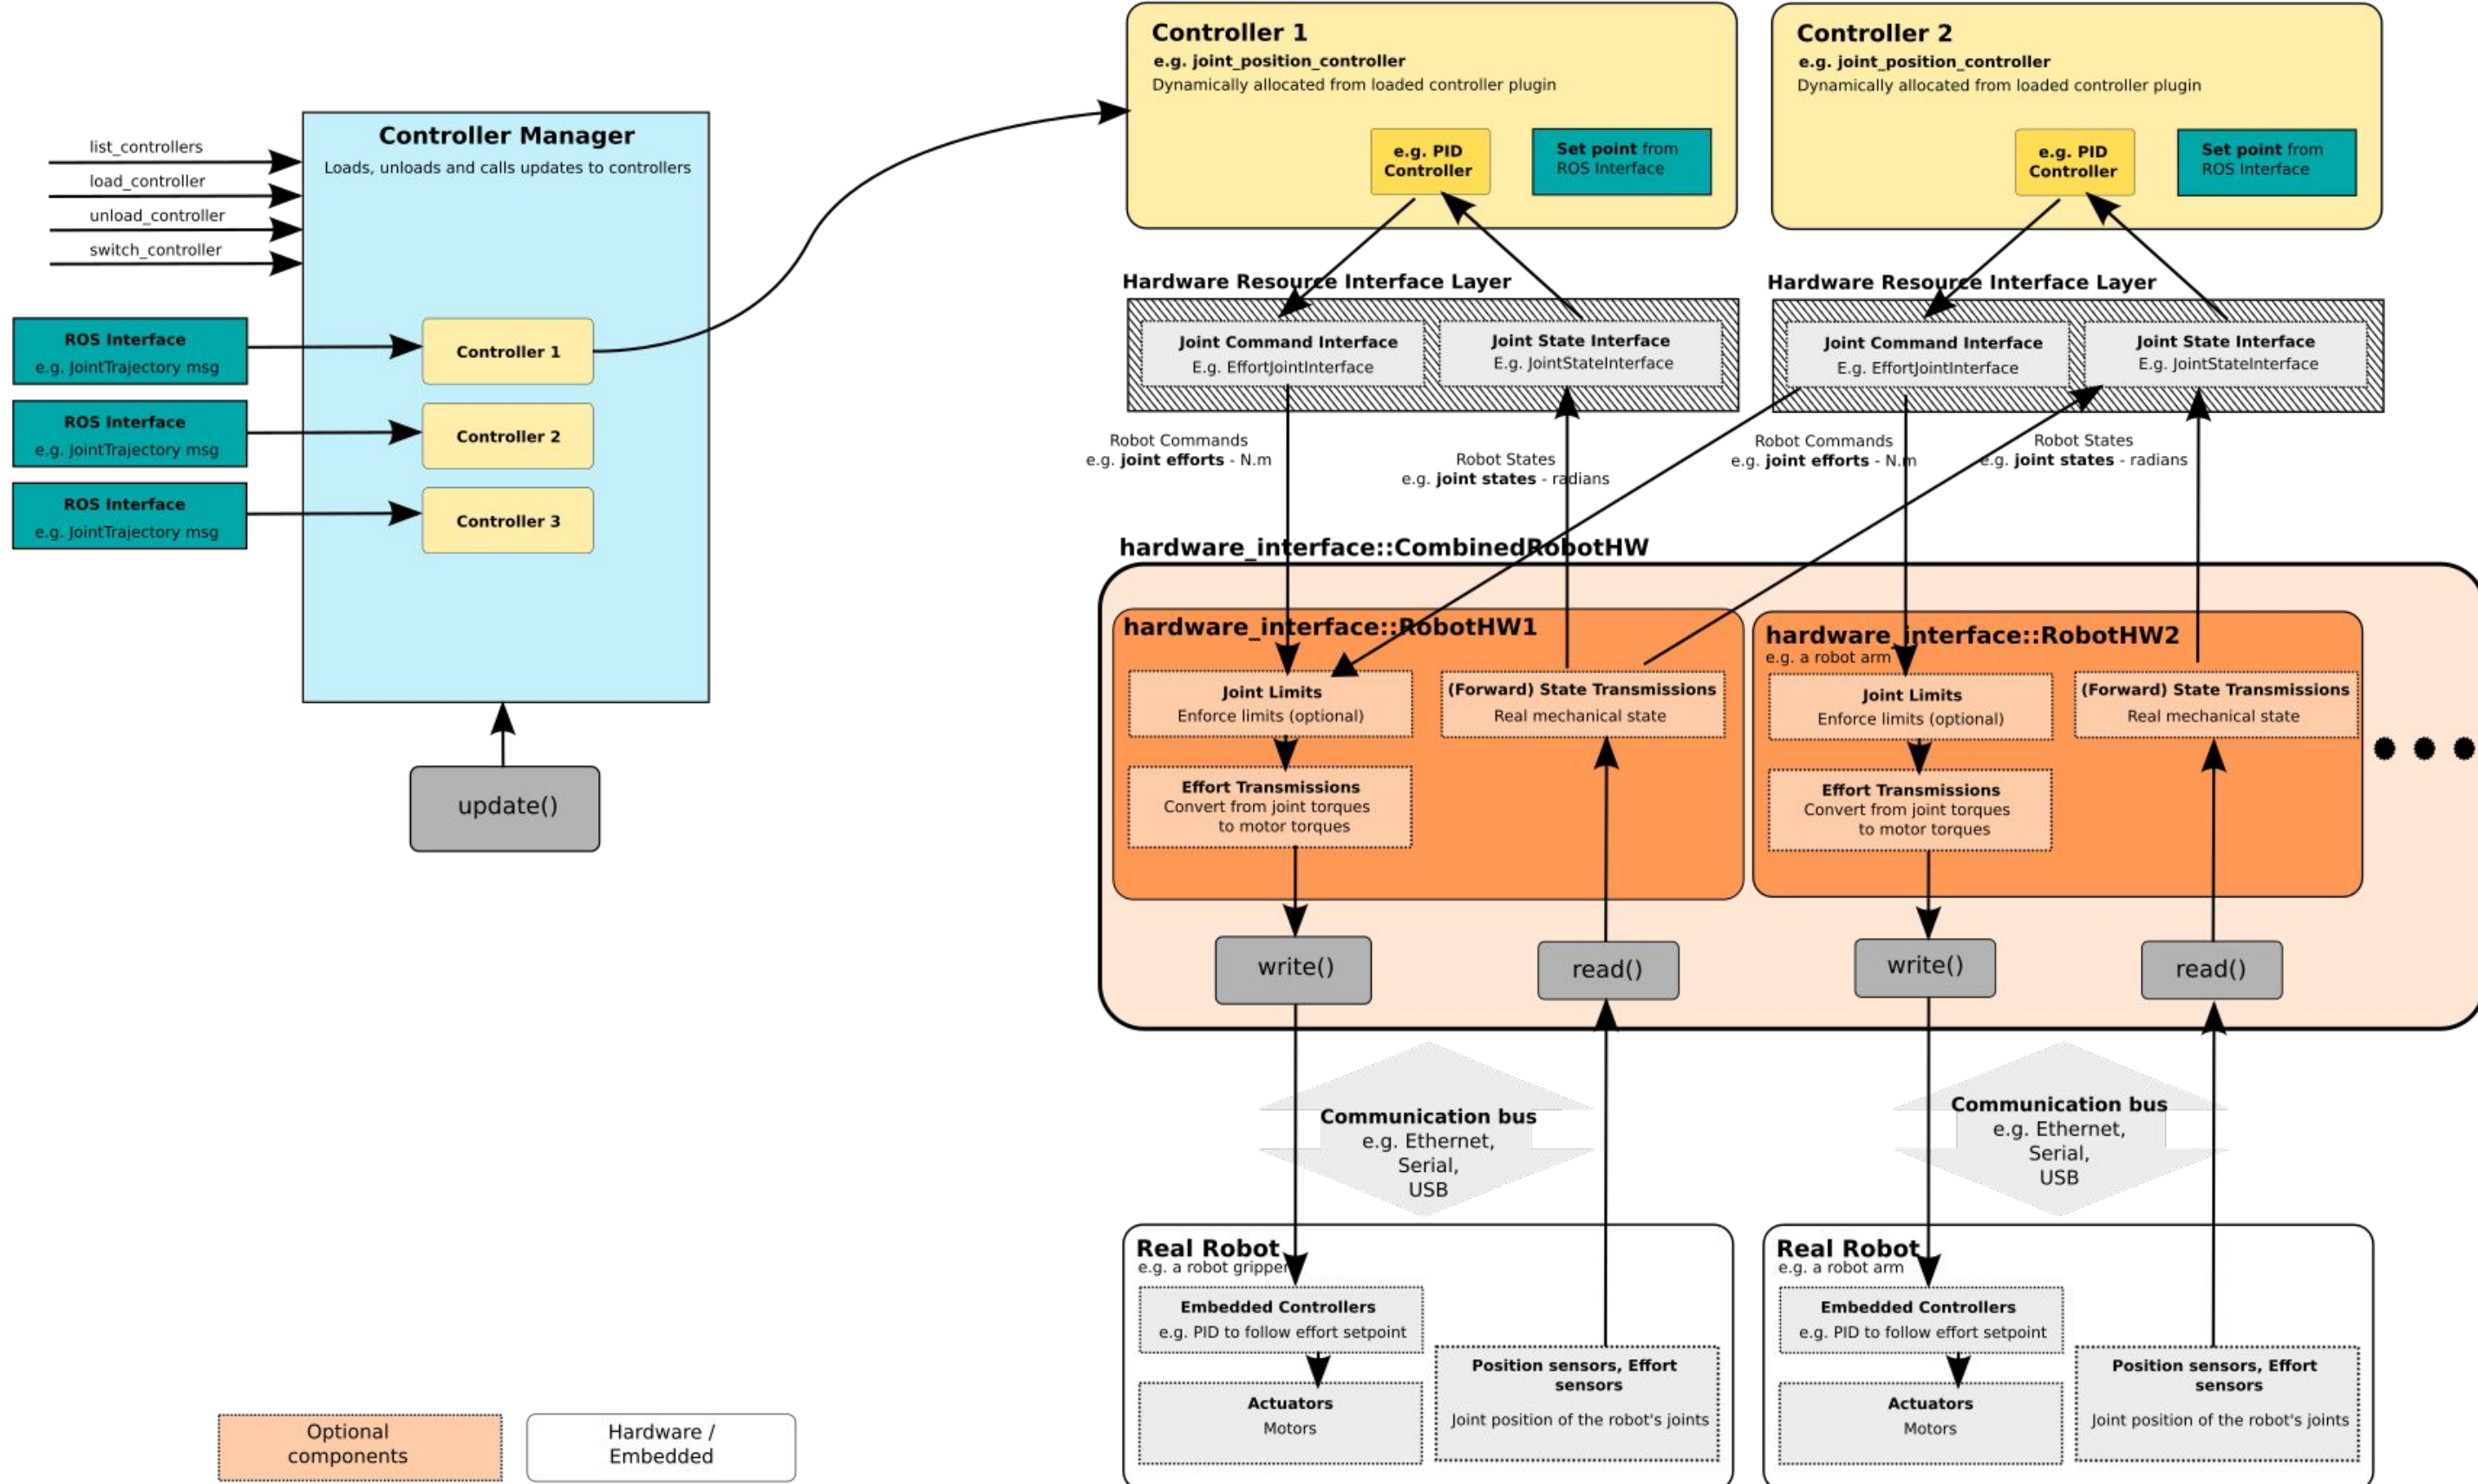 Controller Manager
Loads, unloads and calls updates to controllers
list_controllers
load_controller
unload_controller
switch_controller
ROS Interface
e.g. JointTrajectory msg
ROS Interface
e.g. JointTrajectory msg
ROS Interface
e.g. JointTrajectory msg
Controller 1
Controller 2
Controller 3
update()
Optional
components
Hardware /
Embedded
Controller 1
e.g. joint_position_controller
Dynamically allocated from loaded controller plugin
e.g. PID
Controller
Set point from
ROS Interface
Hardware Resource Interface Layer
Joint Command Interface
E.g. EffortJointInterface
Joint State Interface
E.g. JointStateInterface
Robot Commands
e.g. joint efforts - N.m
Robot States
e.g. joint states - radians
Controller 2
e.g. joint_position_controller
Dynamically allocated from loaded controller plugin
e.g. PID
Controller
Set point from
ROS Interface
Hardware Resource Interface Layer
Joint Command Interface
E.g. EffortJointInterface
Joint State Interface
E.g. JointStateInterface
Robot Commands
e.g. joint efforts - N.m
Robot States
e.g. joint states - radians
hardware_interface::CombinedRobotHW
hardware_interface::RobotHW1
Joint Limits
Enforce limits (optional)
(Forward) State Transmissions
Real mechanical state
Effort Transmissions
Convert from joint torques
to motor torques
write()
read()
hardware_interface::RobotHW2
e.g. a robot arm
Joint Limits
Enforce limits (optional)
(Forward) State Transmissions
Real mechanical state
Effort Transmissions
Convert from joint torques
to motor torques
write()
read()
Communication bus
e.g. Ethernet,
Serial,
USB
Communication bus
e.g. Ethernet,
Serial,
USB
Real Robot
e.g. a robot gripper
Embedded Controllers
e.g. PID to follow effort setpoint
Actuators
Motors
Position sensors, Effort
sensors
Joint position of the robot's joints
Real Robot
e.g. a robot arm
Embedded Controllers
e.g. PID to follow effort setpoint
Actuators
Motors
Position sensors, Effort
sensors
Joint position of the robot's joints